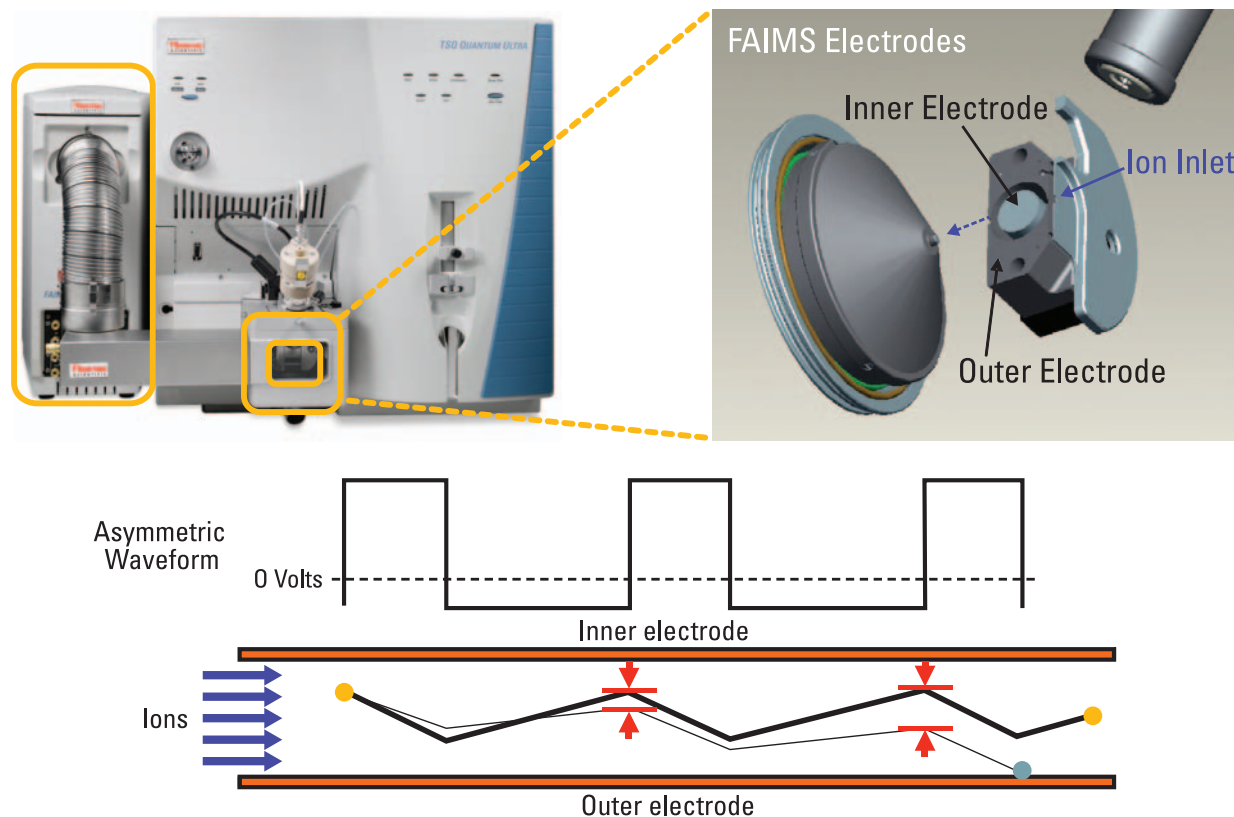 TSQ QUANTUM ULTRA
FAIMS Electrodes
Inner Electrode
Ion Inlet
Outer Electrode
Asymmetric
Waveform
0 Volts
Inner electrode
Ions
Outer electrode